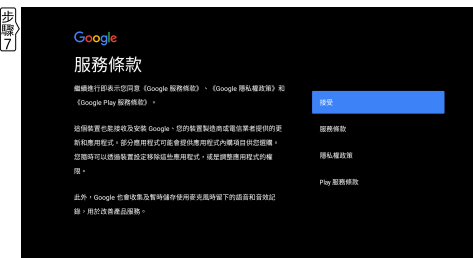 步驟7
Google
服務條款
繼續進行即表示您同意《Google 服務條款》、《Google 隱私權政策》和
《Google Play 服務條款》。
這個裝置也能接收及安裝 Google、您的裝置製造商或電信業者提供的更
新和應用程式，部分應用程式可能會提供應用程式內購項目供您選購。
您隨時可以透過裝置設定移除這些應用程式，或是調整應用程式的權
限。
此外，Google 也會收集及暫時儲存使用麥克風時留下的語音和音效記
錄，用於改善產品服務。
接受
服務條款
隱私權政策
Play 服務條款